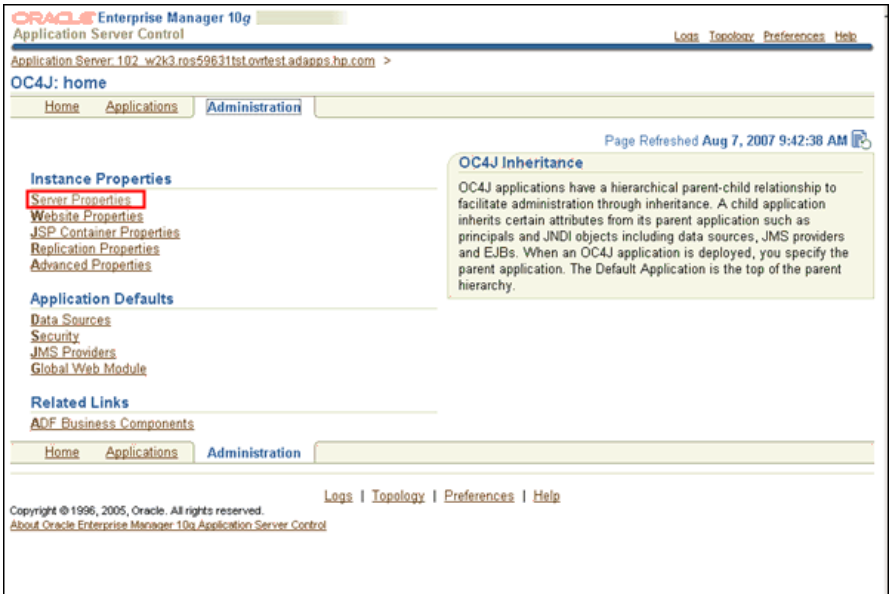 ORACLE Enterprise Manager 10g
Application Server Control
Logs Topology Preferences Help
Application Server: 102_w2k3.ros59631tst.ovrtest.adapps.hp.com >
OC4J: home
Home Applications Administration
Page Refreshed Aug 7, 2007 9:42:38 AM
Instance Properties
Server Properties
Website Properties
JSP Container Properties
Replication Properties
Advanced Properties
Application Defaults
Data Sources
Security
JMS Providers
Global Web Module
Related Links
ADF Business Components
OC4J Inheritance
OC4J applications have a hierarchical parent-child relationship to
facilitate administration through inheritance. A child application
inherits certain attributes from its parent application such as
principals and JNDI objects including data sources, JMS providers
and EJBs. When an OC4J application is deployed, you specify the
parent application. The Default Application is the top of the parent
hierarchy.
Home Applications Administration
Logs | Topology | Preferences | Help
Copyright © 1996, 2005, Oracle. All rights reserved.
About Oracle Enterprise Manager 10g Application Server Control